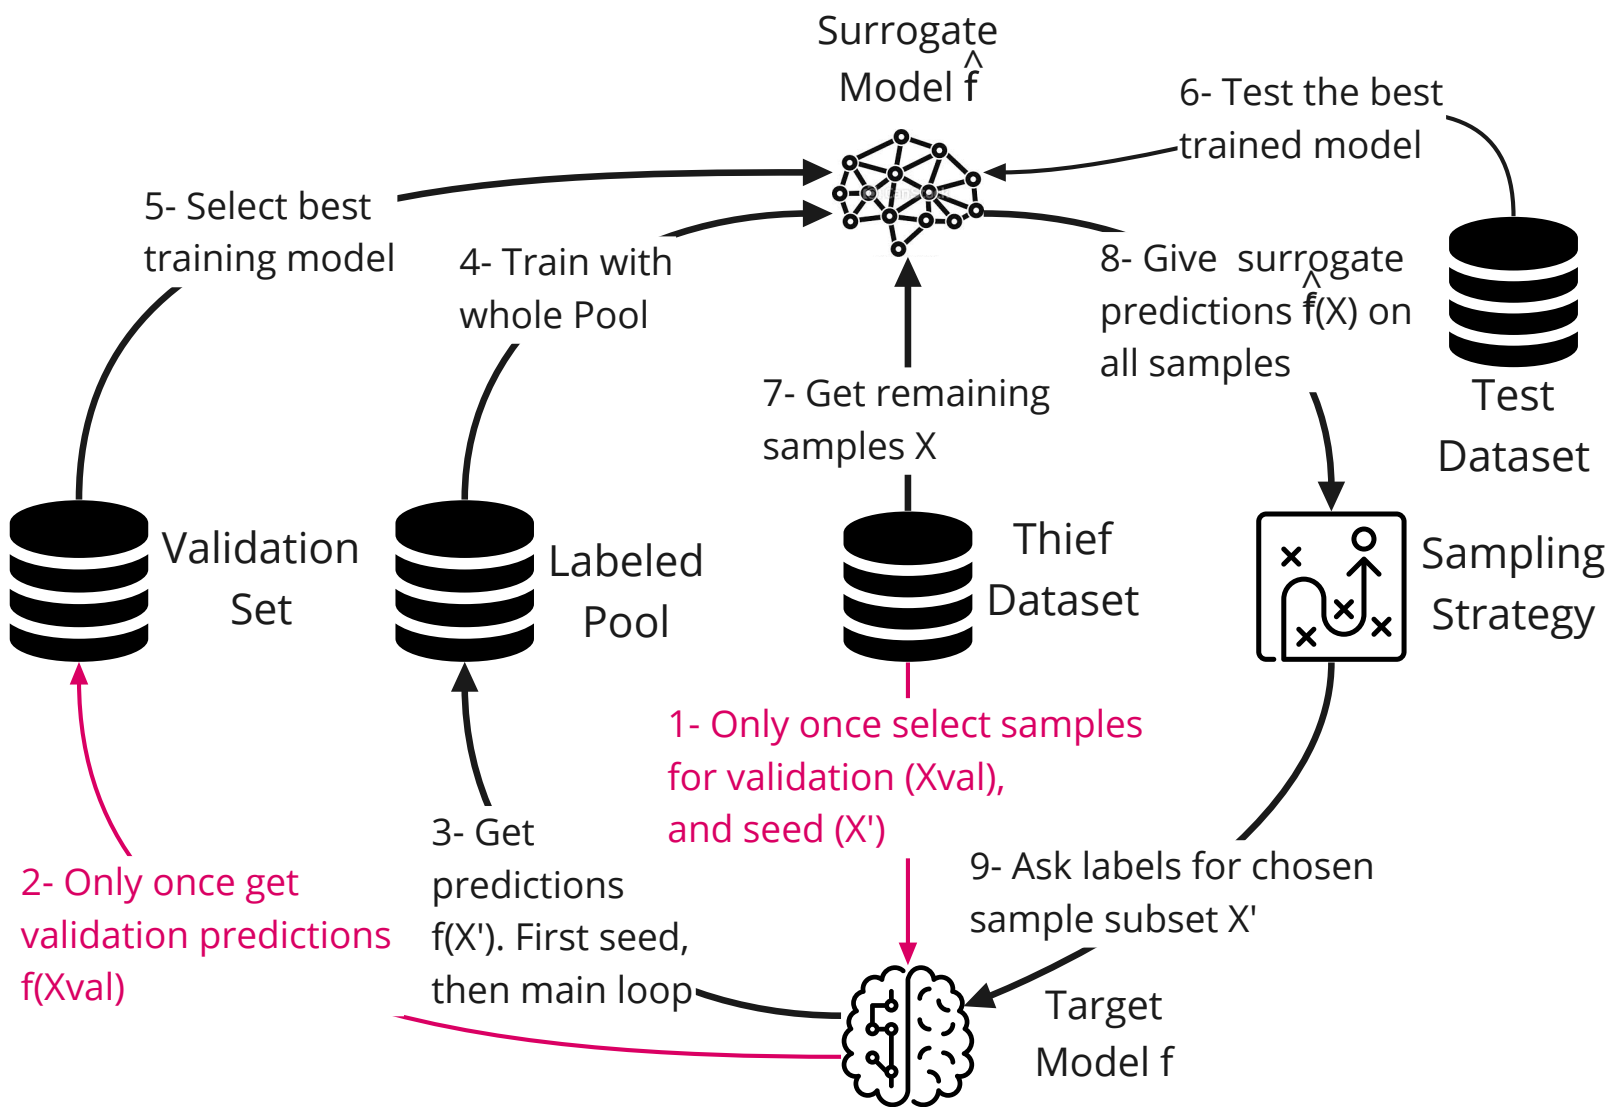 Surrogate
Model f̂
6- Test the best
trained model
5- Select best
training model
4- Train with
whole Pool
8- Give surrogate
predictions f̂(X) on
all samples
7- Get remaining
samples X
Test
Dataset
Validation
Set
Labeled
Pool
Thief
Dataset
Sampling
Strategy
1- Only once select samples
for validation (Xval),
and seed (X')
2- Only once get
validation predictions
f(Xval)
3- Get
predictions
f(X'). First seed,
then main loop
9- Ask labels for chosen
sample subset X'
Target
Model f